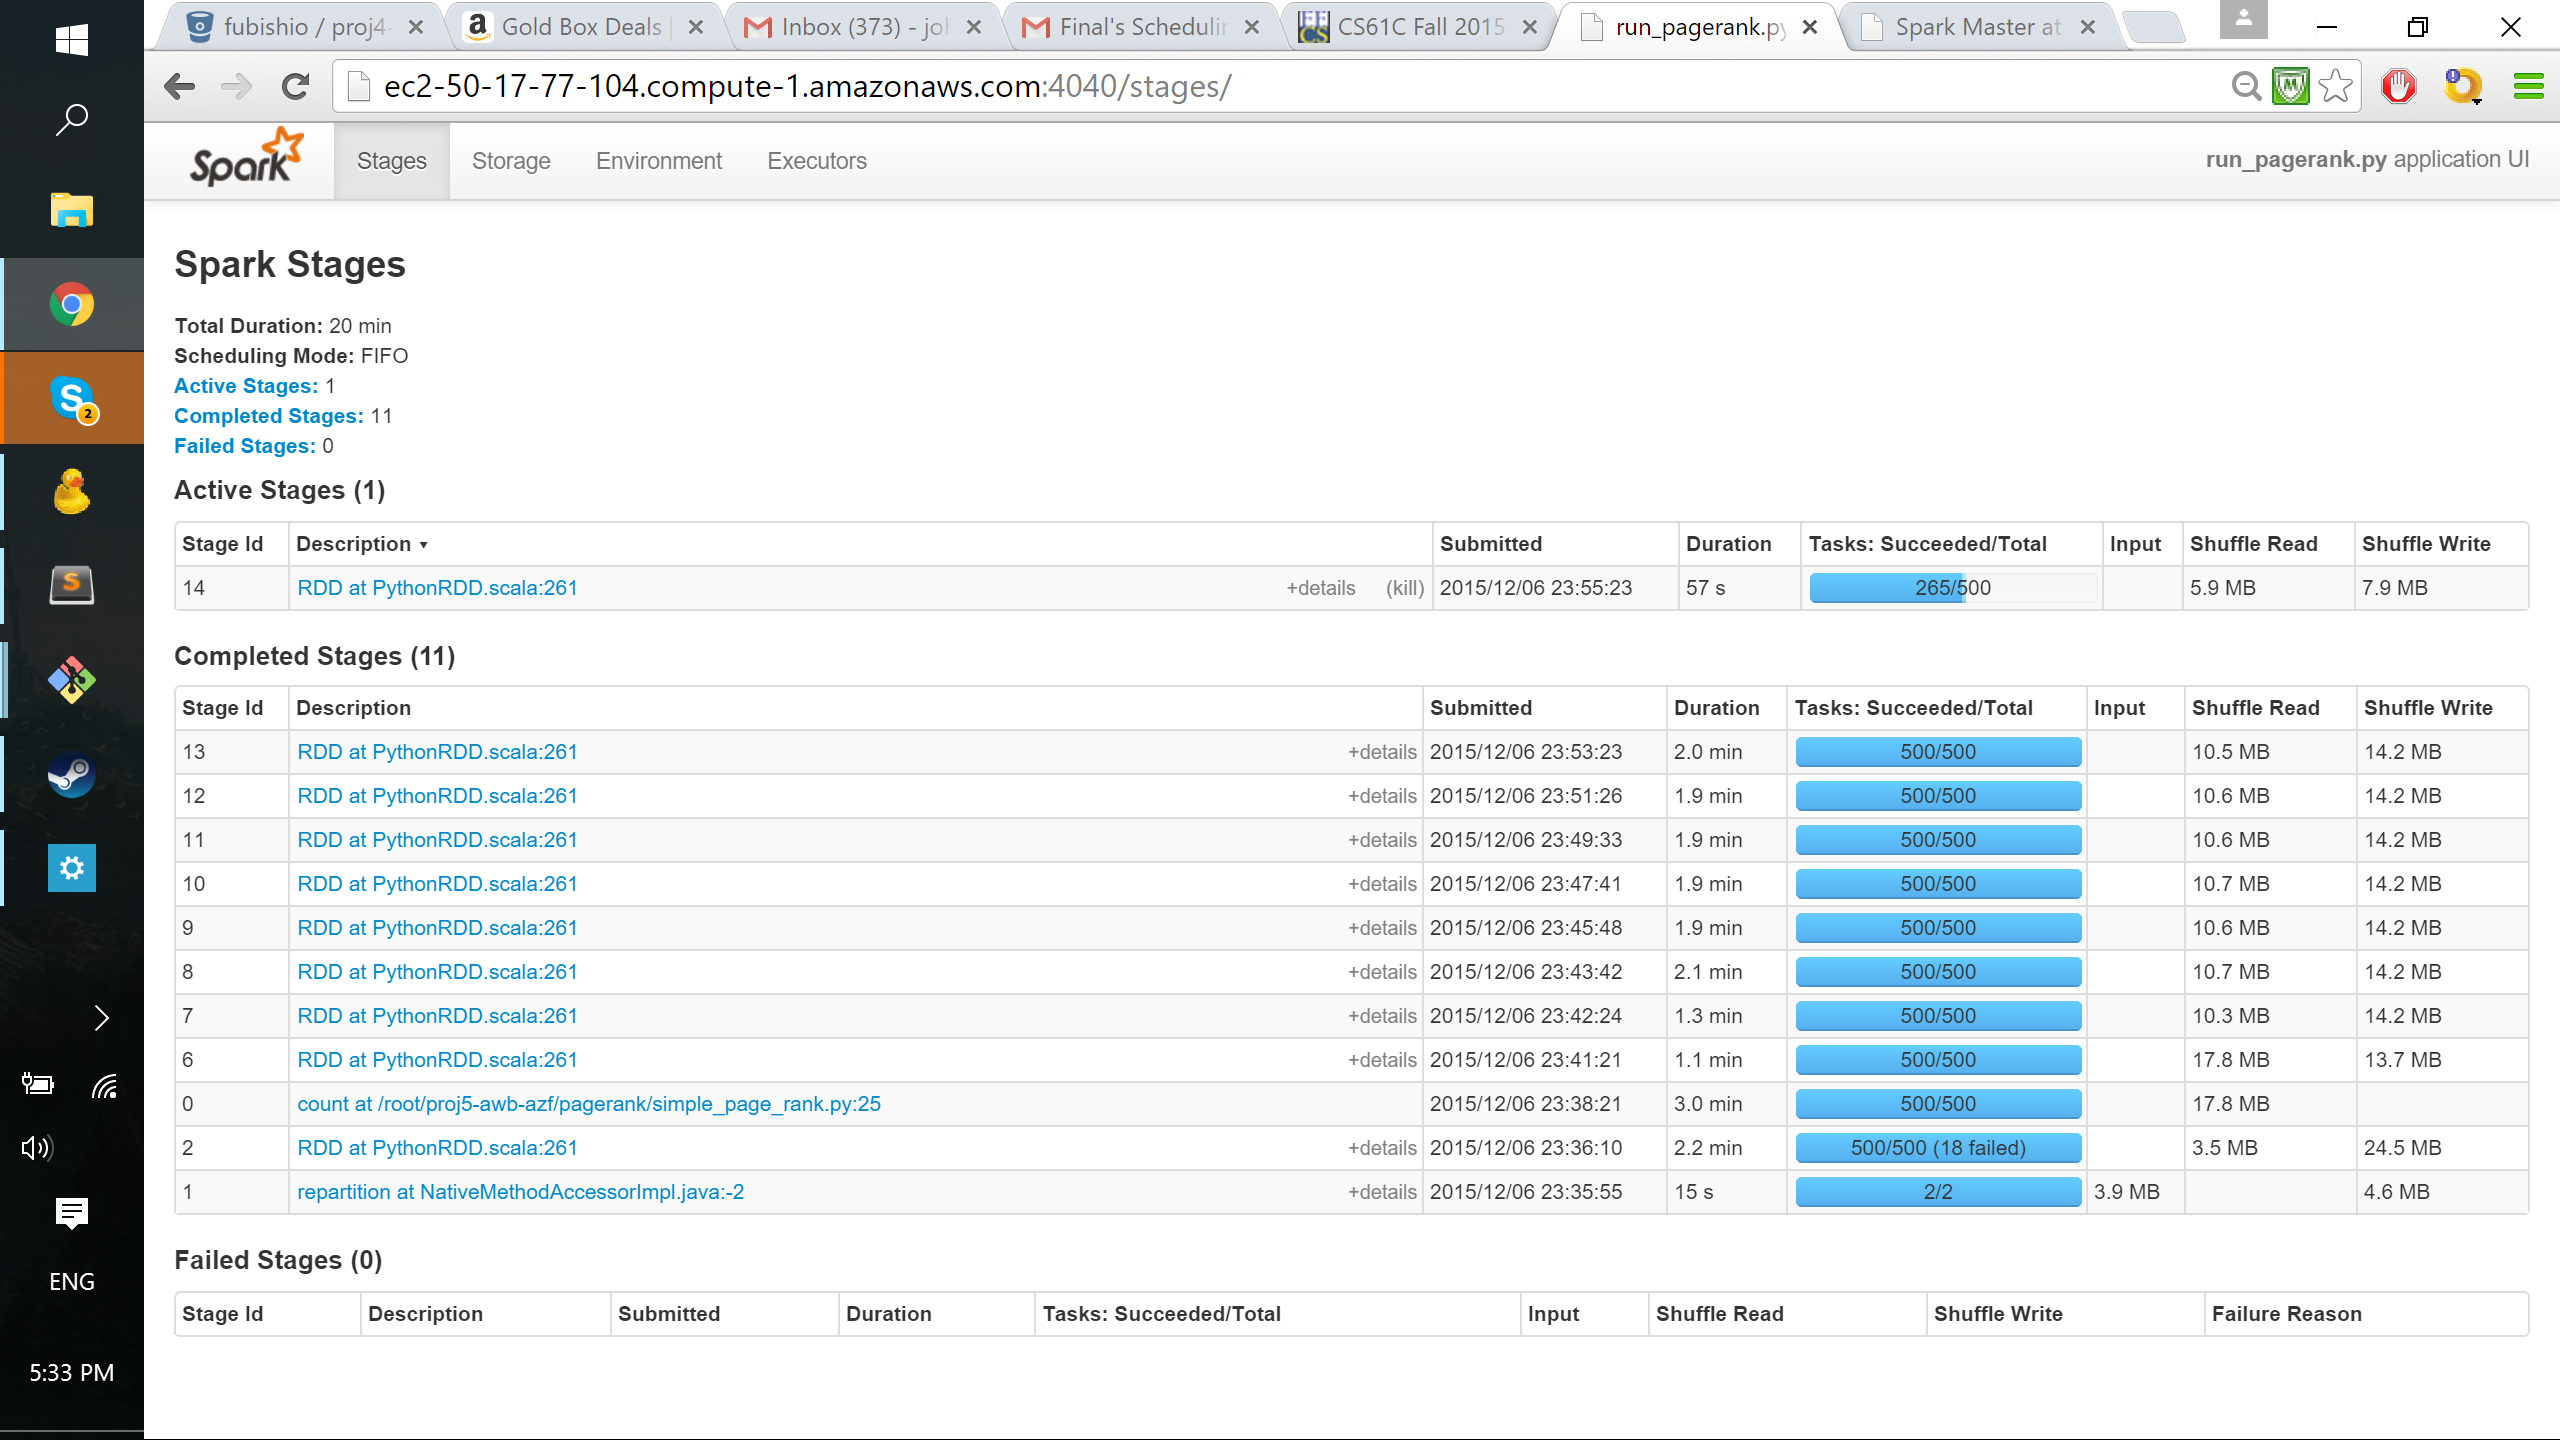 fubishio / proj4-
Gold Box Deals
Inbox (373) - joh
Final's Schedulin
CS61C Fall 2015
run_pagerank.py
Spark Master at
ec2-50-17-77-104.compute-1.amazonaws.com:4040/stages/
Spark
Stages
Storage
Environment
Executors
run_pagerank.py application UI
Spark Stages
Total Duration: 20 min
Scheduling Mode: FIFO
Active Stages: 1
Completed Stages: 11
Failed Stages: 0
Active Stages (1)
Stage Id Description Submitted Duration Tasks: Succeeded/Total Input Shuffle Read Shuffle Write
14 RDD at PythonRDD.scala:261 +details (kill) 2015/12/06 23:55:23 57 s 265/500 5.9 MB 7.9 MB
Completed Stages (11)
Stage Id Description Submitted Duration Tasks: Succeeded/Total Input Shuffle Read Shuffle Write
13 RDD at PythonRDD.scala:261 +details 2015/12/06 23:53:23 2.0 min 500/500 10.5 MB 14.2 MB
12 RDD at PythonRDD.scala:261 +details 2015/12/06 23:51:26 1.9 min 500/500 10.6 MB 14.2 MB
11 RDD at PythonRDD.scala:261 +details 2015/12/06 23:49:33 1.9 min 500/500 10.6 MB 14.2 MB
10 RDD at PythonRDD.scala:261 +details 2015/12/06 23:47:41 1.9 min 500/500 10.7 MB 14.2 MB
9 RDD at PythonRDD.scala:261 +details 2015/12/06 23:45:48 1.9 min 500/500 10.6 MB 14.2 MB
8 RDD at PythonRDD.scala:261 +details 2015/12/06 23:43:42 2.1 min 500/500 10.7 MB 14.2 MB
7 RDD at PythonRDD.scala:261 +details 2015/12/06 23:42:24 1.3 min 500/500 10.3 MB 14.2 MB
6 RDD at PythonRDD.scala:261 +details 2015/12/06 23:41:21 1.1 min 500/500 17.8 MB 13.7 MB
0 count at /root/proj5-awb-azf/pagerank/simple_page_rank.py:25 2015/12/06 23:38:21 3.0 min 500/500 17.8 MB
2 RDD at PythonRDD.scala:261 +details 2015/12/06 23:36:10 2.2 min 500/500 (18 failed) 3.5 MB 24.5 MB
1 repartition at NativeMethodAccessorImpl.java:-2 +details 2015/12/06 23:35:55 15 s 2/2 3.9 MB 4.6 MB
Failed Stages (0)
Stage Id Description Submitted Duration Tasks: Succeeded/Total Input Shuffle Read Shuffle Write Failure Reason
2
ENG
5:33 PM